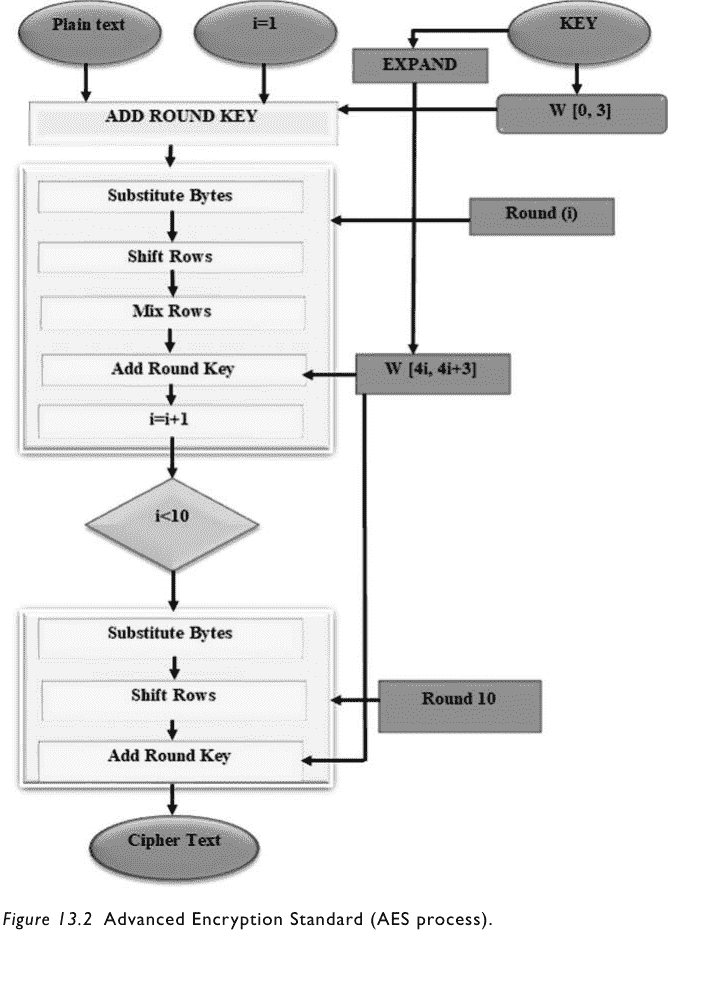 Plain text
i=1
KEY
EXPAND
ADD ROUND KEY
W [0, 3]
Substitute Bytes
Round (i)
Shift Rows
Mix Rows
Add Round Key
W [4i, 4i+3]
i=i+1
i<10
Substitute Bytes
Shift Rows
Round 10
Add Round Key
Cipher Text
Figure 13.2 Advanced Encryption Standard (AES process).